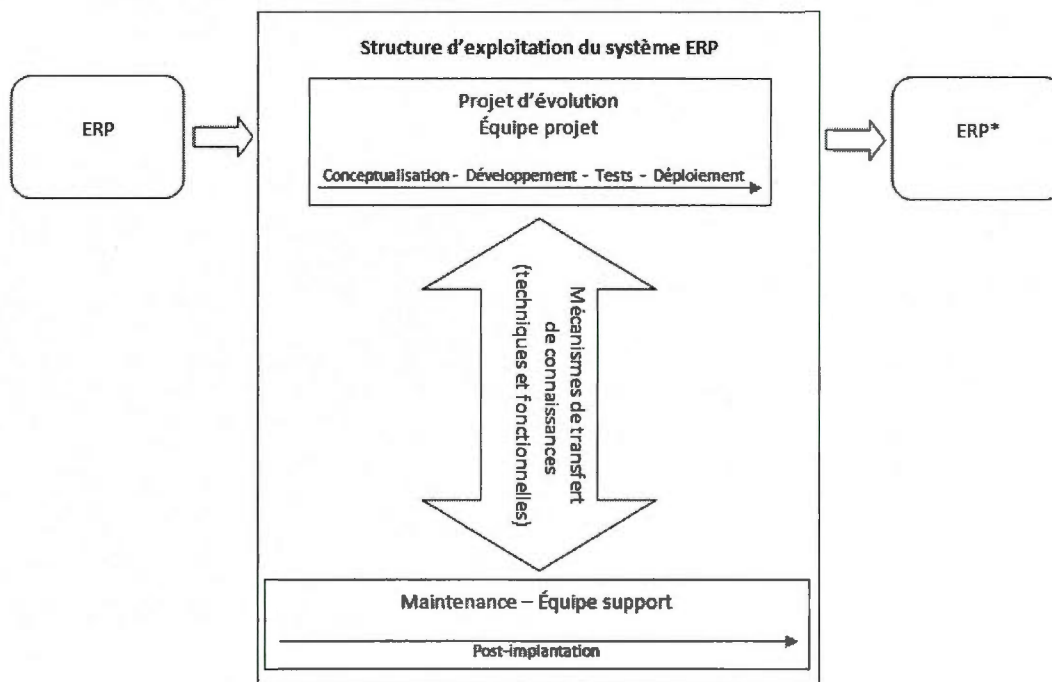 Structure d'exploitation du système ERP
ERP
Projet d'évolution
Équipe projet
Conceptualisation - Développement - Tests - Déploiement
ERP*
Mécanismes de transfert
de connaissances
(techniques et fonctionnelles)
Maintenance – Équipe support
Post-implantation